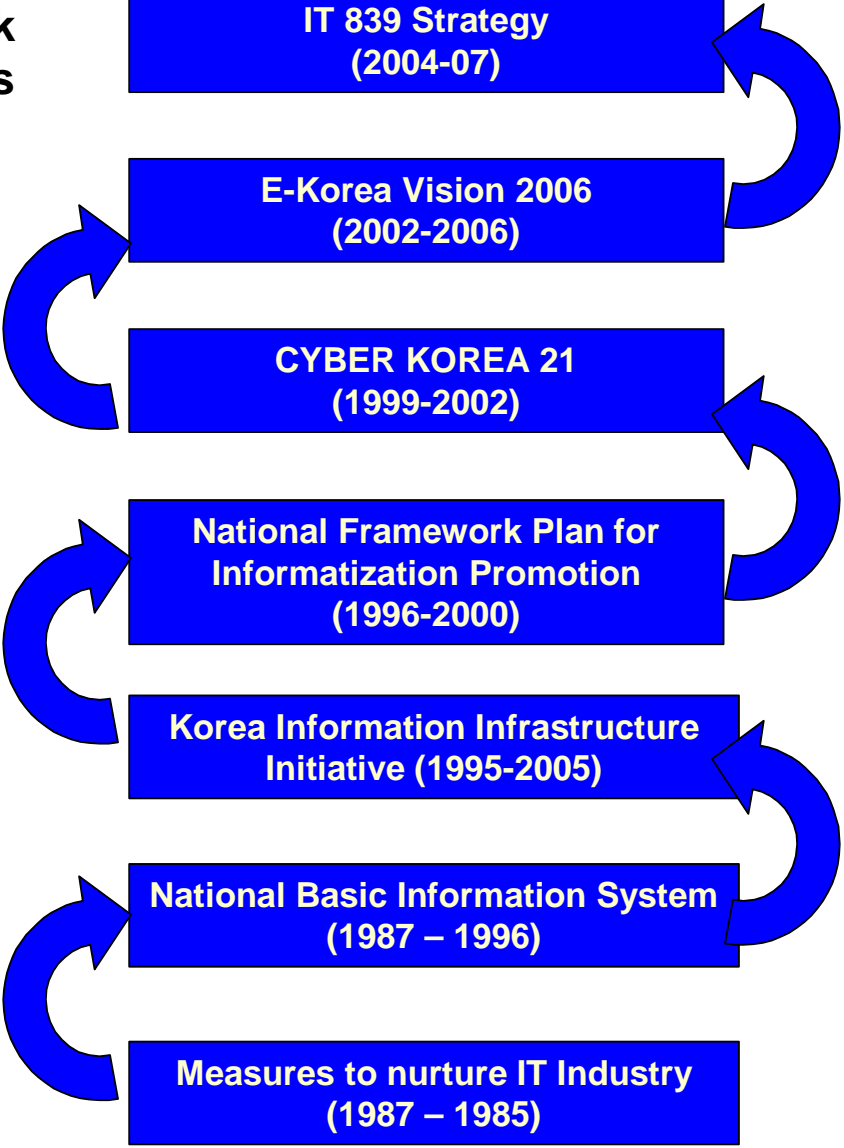 k
s
IT 839 Strategy
(2004-07)
E-Korea Vision 2006
(2002-2006)
CYBER KOREA 21
(1999-2002)
National Framework Plan for
Informatization Promotion
(1996-2000)
Korea Information Infrastructure
Initiative (1995-2005)
National Basic Information System
(1987 – 1996)
Measures to nurture IT Industry
(1987 – 1985)